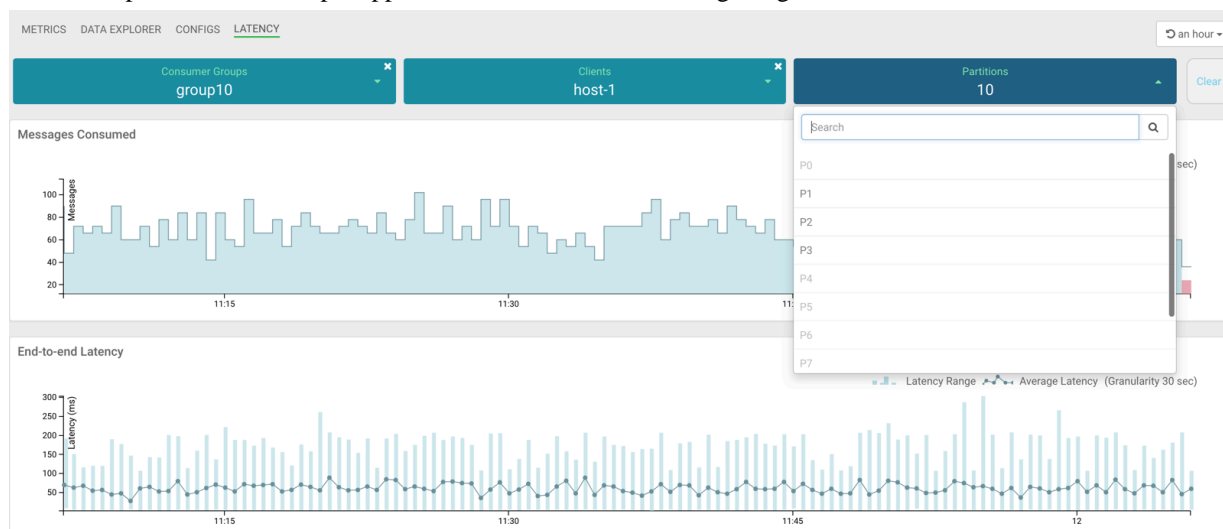 METRICS DATA EXPLORER CONFIGS LATENCY
an hour
Consumer Groups
group10
Clients
host-1
Partitions
10
Clear
Search
P0
P1
P2
P3
P4
P5
P6
P7
Messages Consumed
sec)
Messages
100
80
60
40
20
11:15
11:30
11:
End-to-end Latency
Latency Range Average Latency (Granularity 30 sec)
Latency (ms)
300
250
200
150
100
50
11:15
11:30
11:45
12